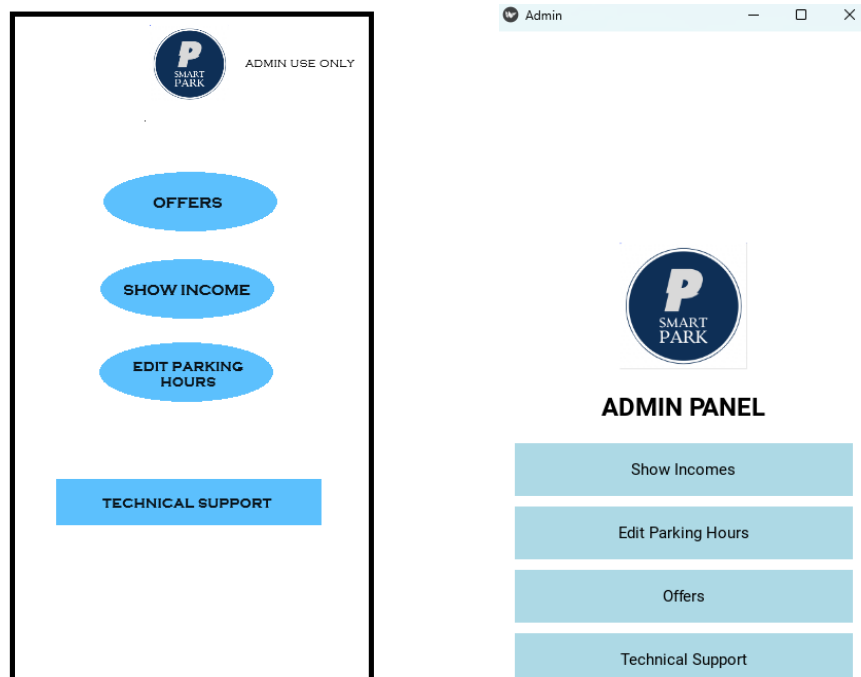 P
SMART
PARK
ADMIN USE ONLY
OFFERS
SHOW INCOME
EDIT PARKING
HOURS
TECHNICAL SUPPORT
Admin
P
SMART
PARK
ADMIN PANEL
Show Incomes
Edit Parking Hours
Offers
Technical Support